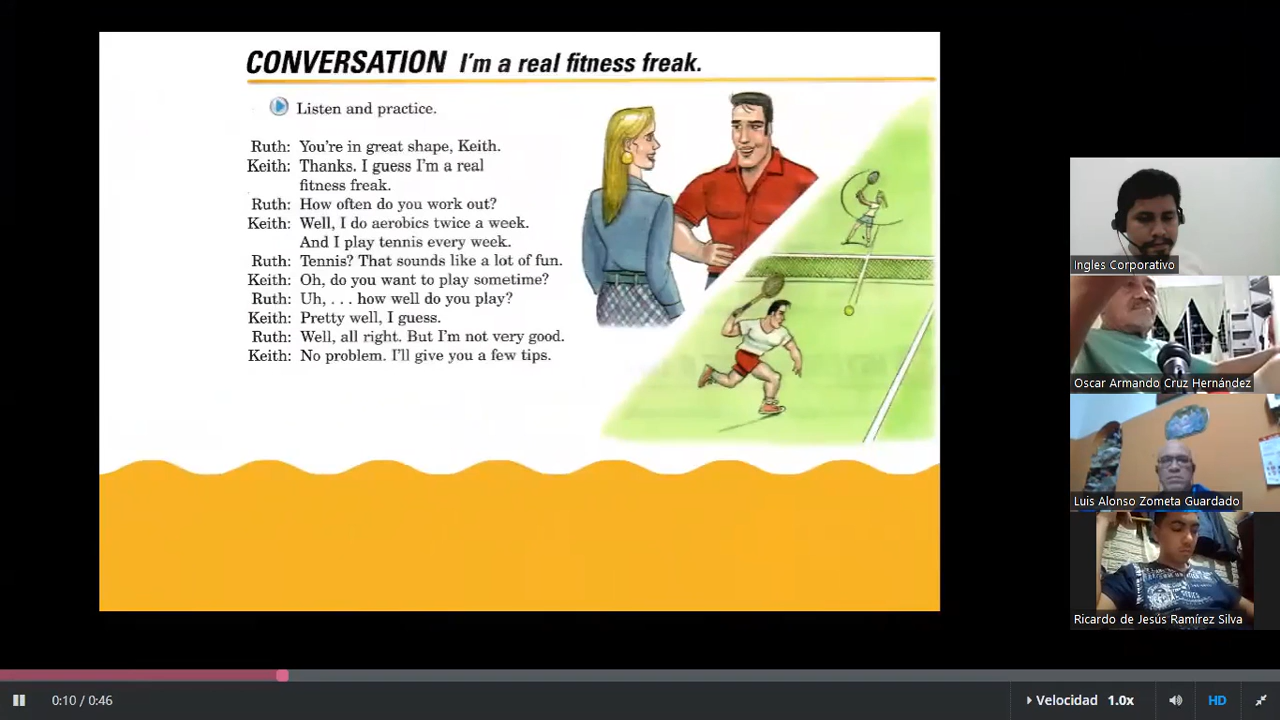 CONVERSATION I'm a real fitness freak.
Listen and practice.
Ruth: You're in great shape, Keith.
Keith: Thanks. I guess I'm a real
fitness freak.
Ruth: How often do you work out?
Keith: Well, I do aerobics twice a week.
And I play tennis every week.
Ruth: Tennis? That sounds like a lot of fun.
Keith: Oh, do you want to play sometime?
Ruth: Uh, . . . how well do you play?
Keith: Pretty well, I guess.
Ruth: Well, all right. But I'm not very good.
Keith: No problem. I'll give you a few tips.
Ingles Corporativo
Oscar Armando Cruz Hernández
Luis Alonso Zometa Guardado
Ricardo de Jesús Ramírez Silva
0:10 / 0:46
Velocidad 1.0x
HD